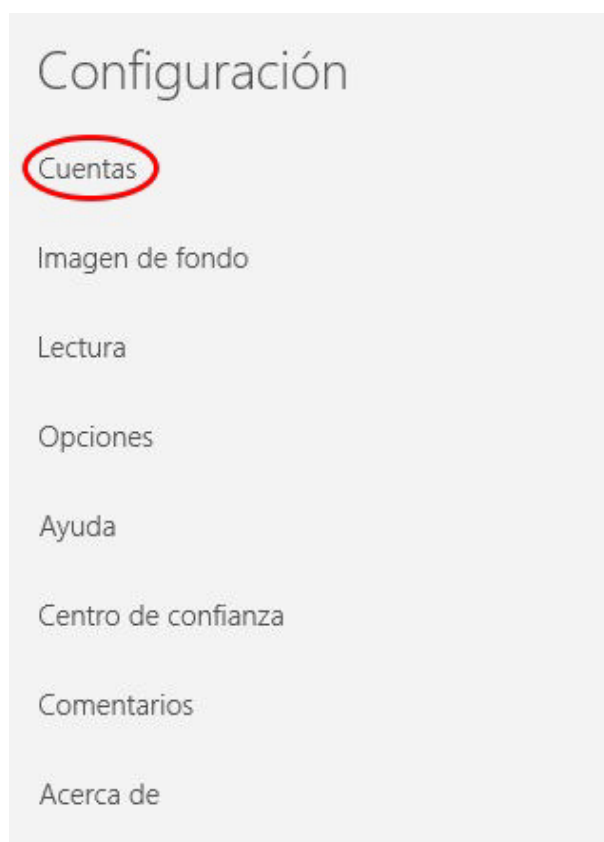 Configuración
Cuentas
Imagen de fondo
Lectura
Opciones
Ayuda
Centro de confianza
Comentarios
Acerca de